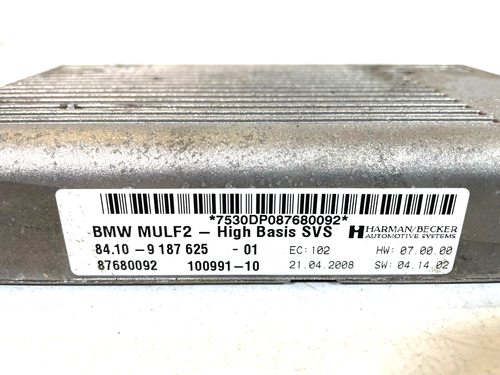 *7530DP087680092*
BMW MULF2 – High Basis SVS
HARMAN/BECKER
AUTOMOTIVE SYSTEMS
84.10 – 9 187 625 - 01
EC: 102
HW: 07.00.00
87680092
100991-10
21.04.2008
SW: 04.14.02